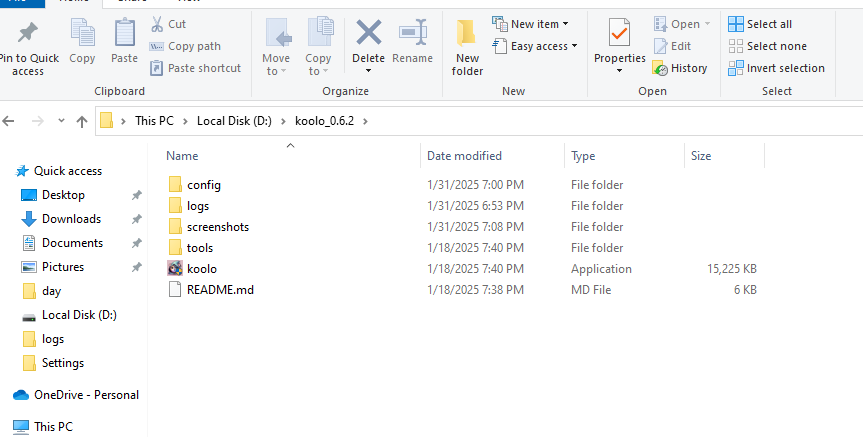 File Home Share View
Pin to Quick access
Copy
Paste
Cut
Copy path
Paste shortcut
Clipboard
Move to
Copy to
Delete
Rename
Organize
New folder
New item
Easy access
New
Properties
Open
Edit
History
Open
Select all
Select none
Invert selection
Select
This PC > Local Disk (D:) > koolo_0.6.2 >
Quick access
Desktop
Downloads
Documents
Pictures
day
Local Disk (D:)
logs
Settings
OneDrive - Personal
This PC
Name Date modified Type Size
config 1/31/2025 7:00 PM File folder
logs 1/31/2025 6:53 PM File folder
screenshots 1/31/2025 7:08 PM File folder
tools 1/18/2025 7:40 PM File folder
koolo 1/18/2025 7:40 PM Application 15,225 KB
README.md 1/18/2025 7:38 PM MD File 6 KB